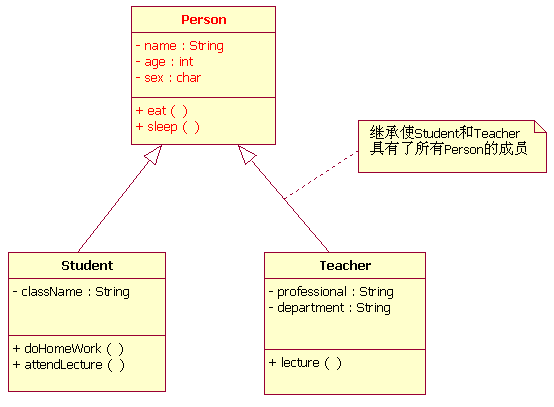 Person
- name : String
- age : int
- sex : char
+ eat ( )
+ sleep ( )
继承使Student和Teacher
具有了所有Person的成员
Student
- className : String
+ doHomeWork ( )
+ attendLecture ( )
Teacher
- professional : String
- department : String
+ lecture ( )